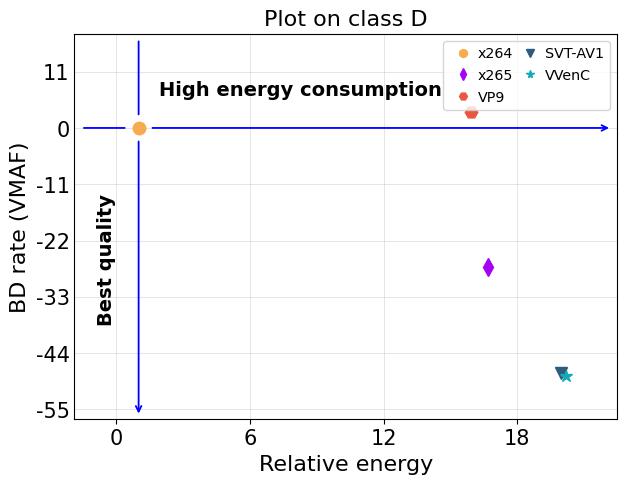 Plot on class D
x264
x265
VP9
SVT-AV1
VVenC
High energy consumption
Best quality
BD rate (VMAF)
11
0
-11
-22
-33
-44
-55
0 6 12 18
Relative energy